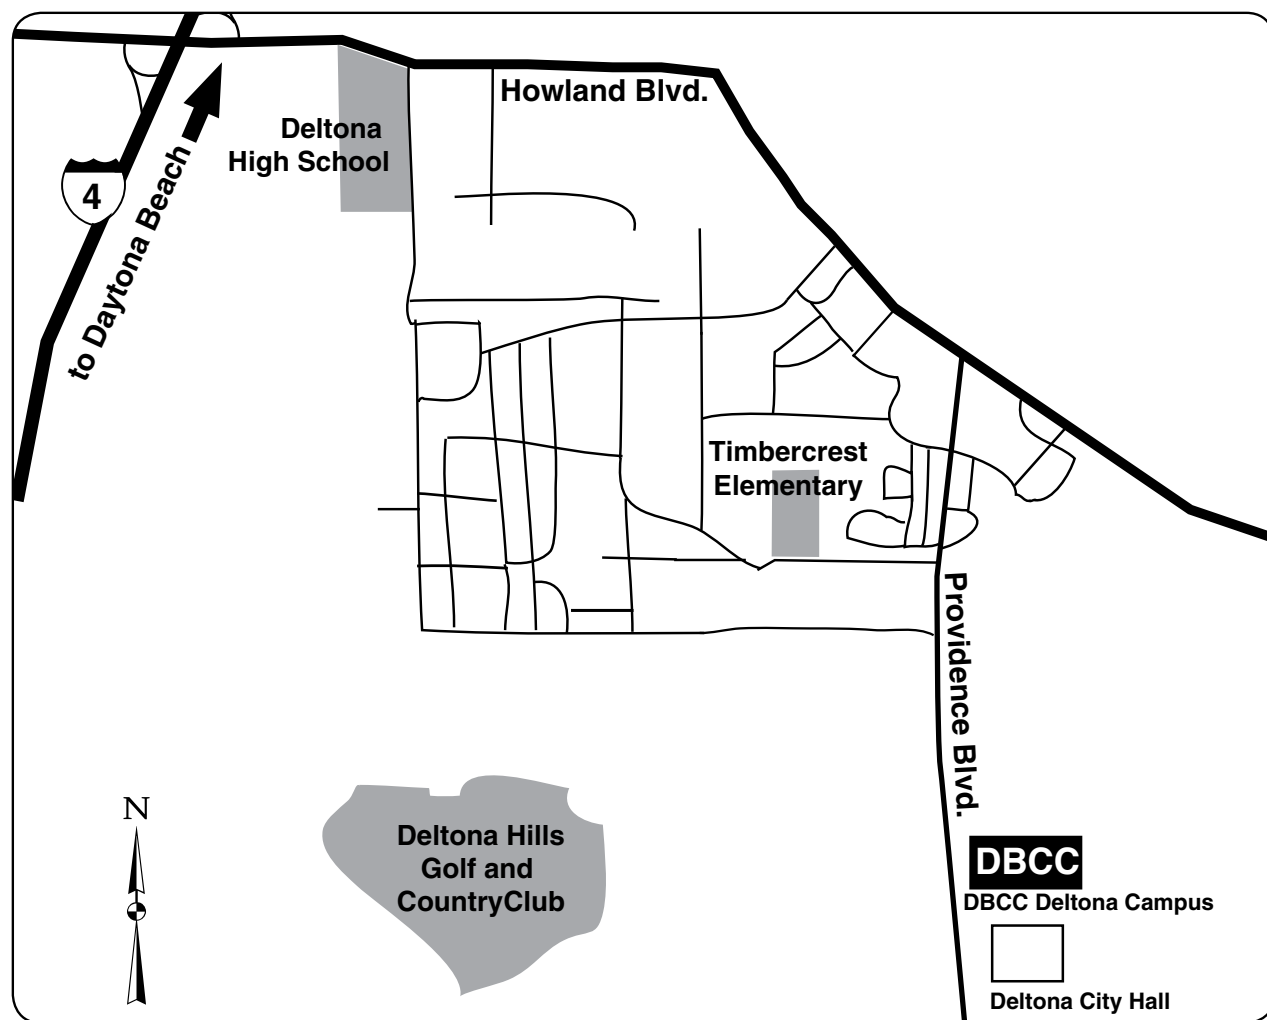 Howland Blvd.
Deltona
High School
4
to Daytona Beach
Timbercrest
Elementary
Providence Blvd.
N
Deltona Hills
Golf and
CountryClub
DBCC
DBCC Deltona Campus
Deltona City Hall